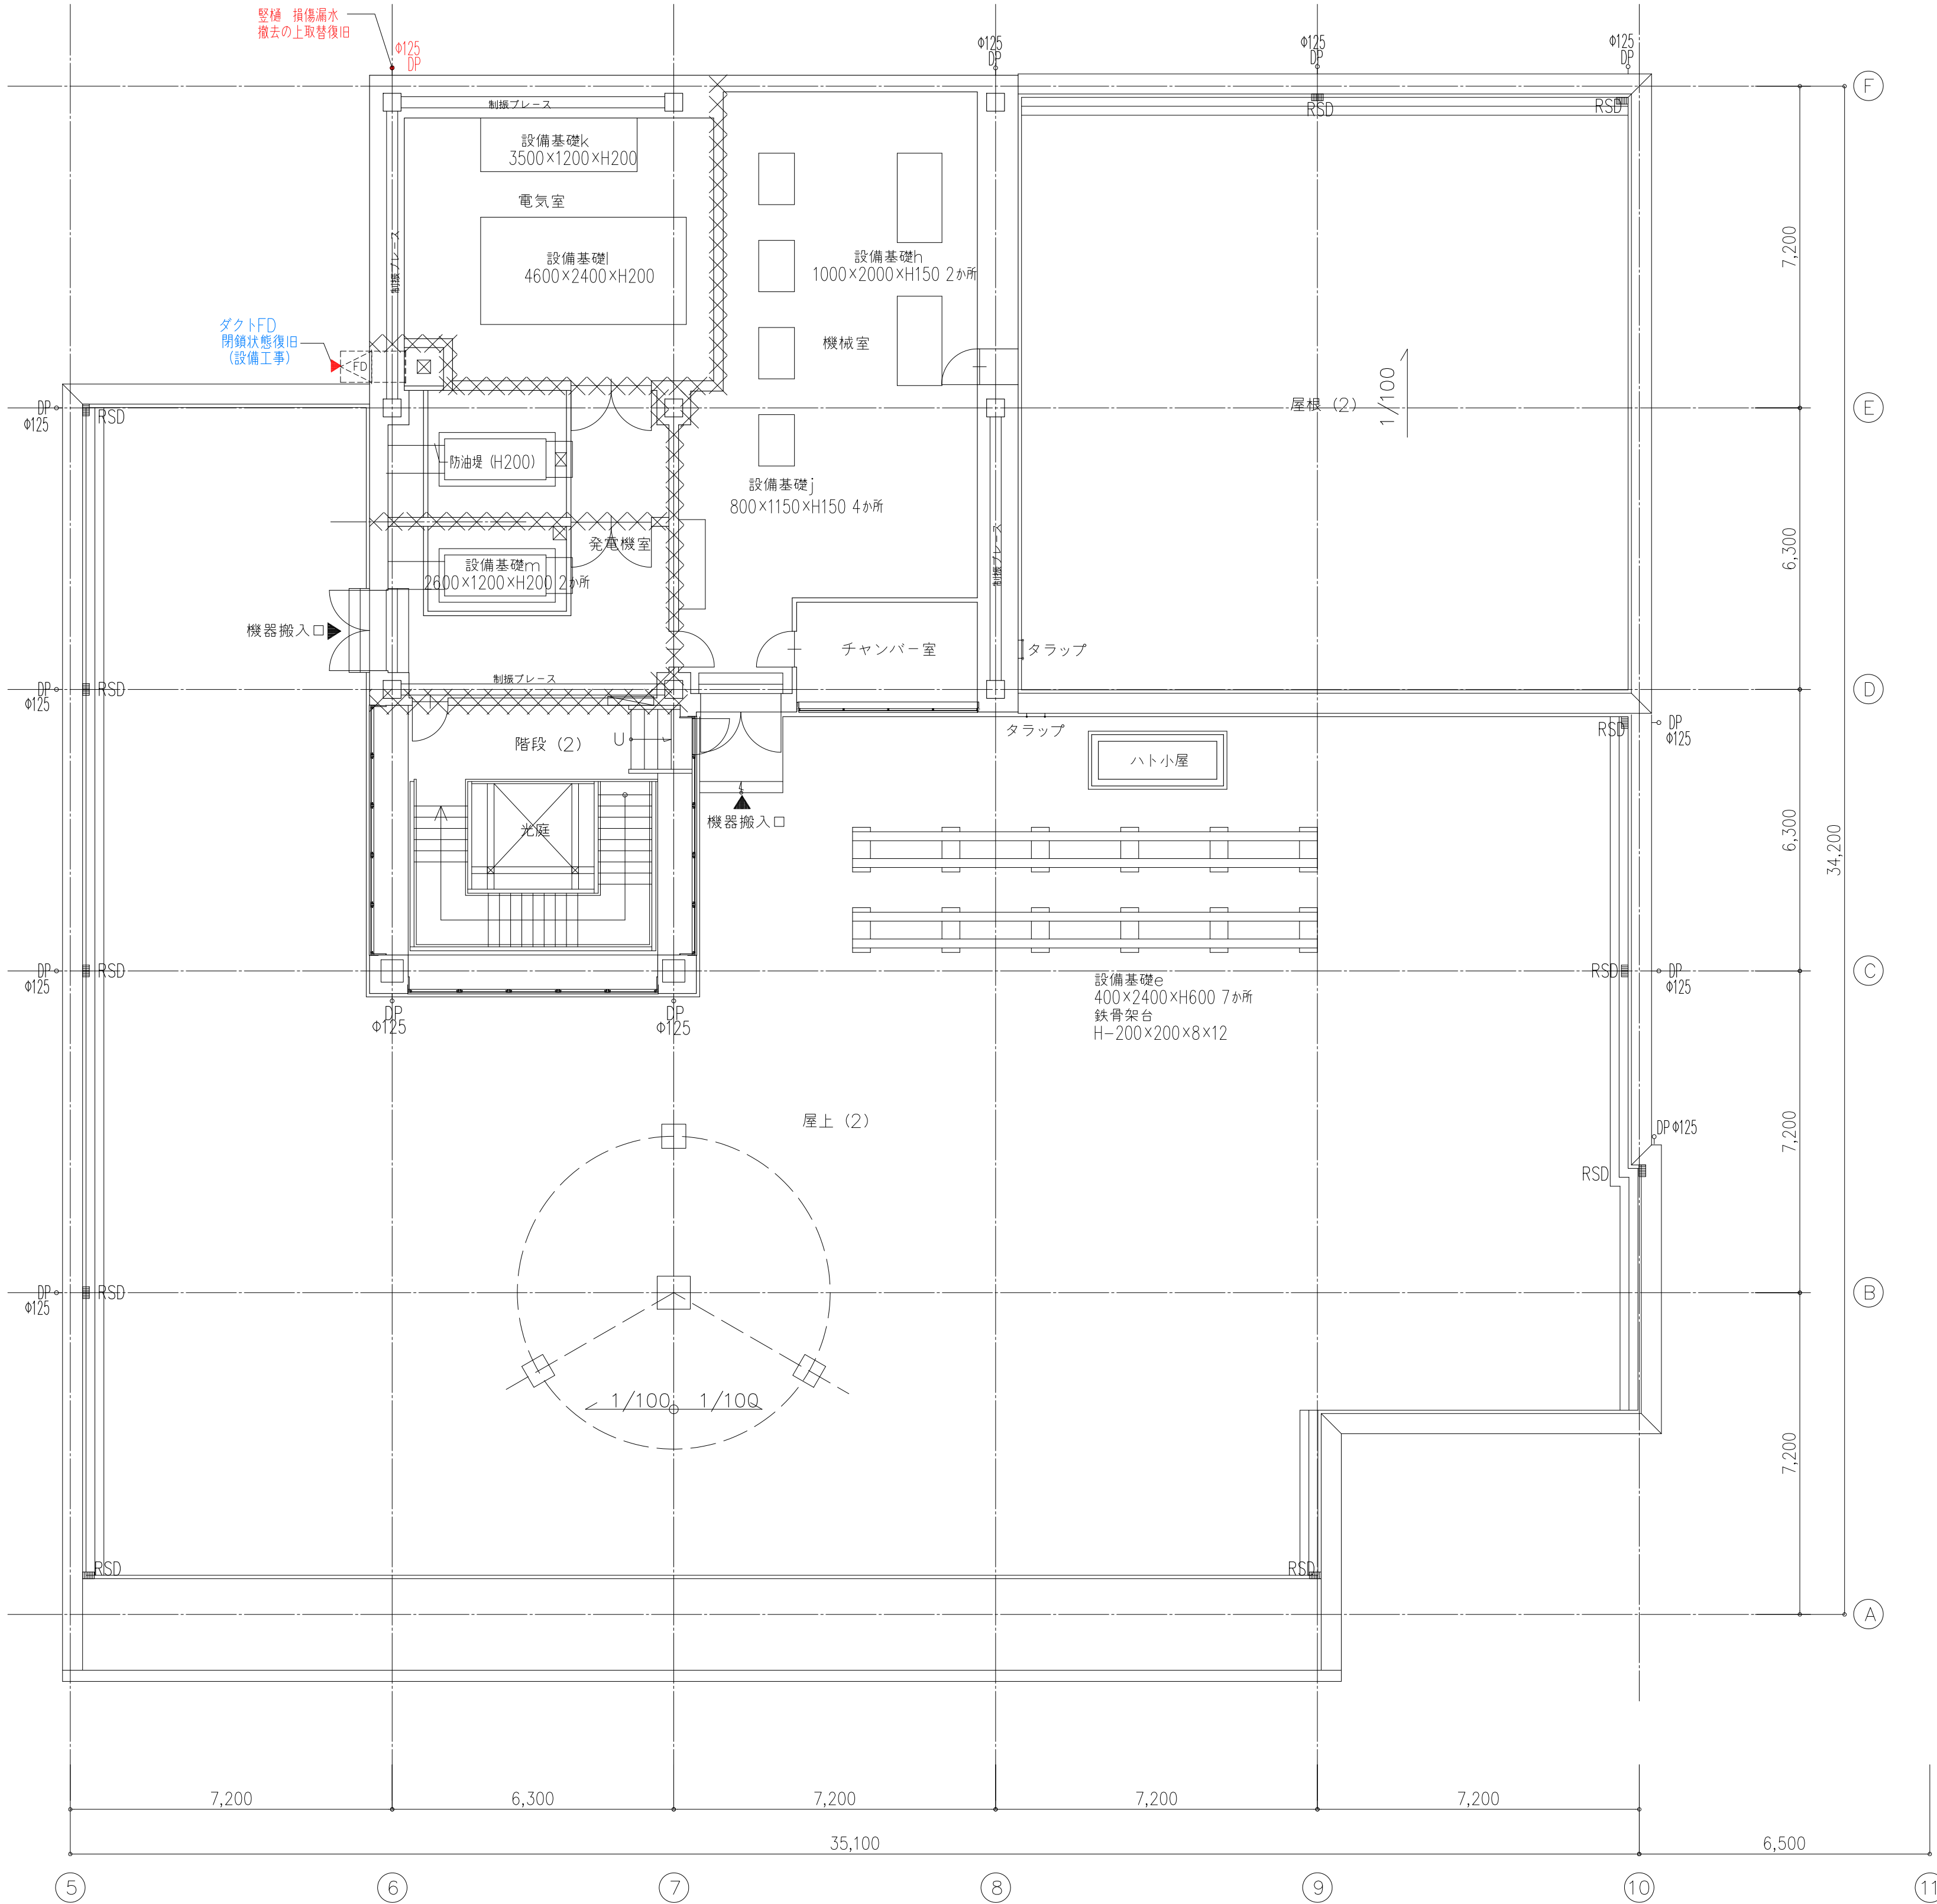 竪樋 損傷漏水
撤去の上取替復旧
φ125
DP
φ125
DP
φ125
DP
φ125
DP
F
制振ブレース
RSD
RSD
設備基礎k
3500×1200×H200
電気室
制振ブレース
設備基礎l
4600×2400×H200
設備基礎h
1000×2000×H150 2か所
7,200
ダクトFD
閉鎖状態復旧
(設備工事)
FD
機械室
屋根 (2)
1/100
DP
φ125
RSD
E
防油堤 (H200)
設備基礎j
800×1150×H150 4か所
発電機室
設備基礎m
2600×1200×H200 2か所
制振ブレース
6,300
機器搬入口
チャンバー室
タラップ
制振ブレース
DP
φ125
RSD
D
階段 (2)
U
タラップ
RSD
DP
φ125
ハト小屋
光庭
機器搬入口
6,300
34,200
DP
φ125
RSD
設備基礎e
400×2400×H600 7か所
鉄骨架台
H-200×200×8×12
RSD
DP
φ125
C
DP
φ125
DP
φ125
屋上 (2)
DP φ125
RSD
7,200
DP
φ125
RSD
B
1/100
1/100
7,200
RSD
RSD
A
7,200
6,300
7,200
7,200
7,200
35,100
6,500
5
6
7
8
9
10
11